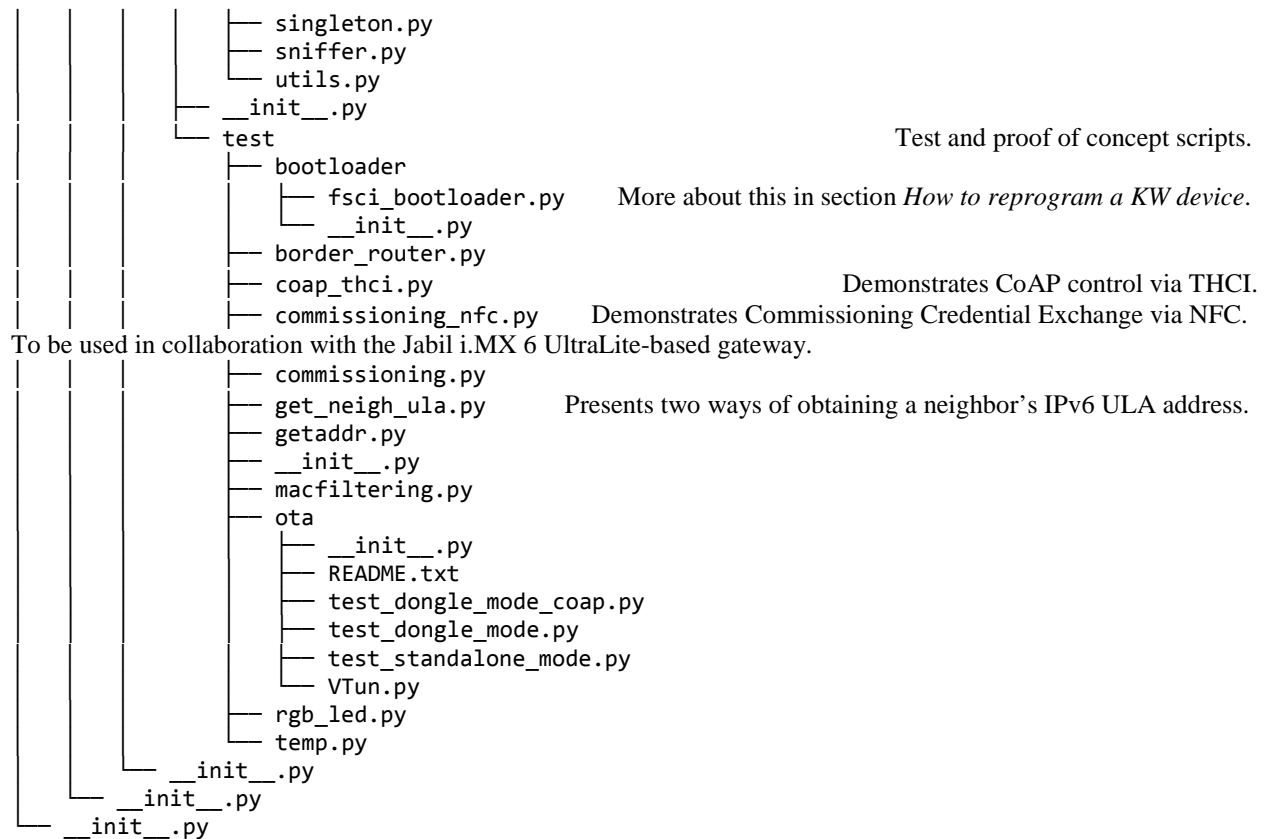 │   │   │   │   ├── singleton.py
│   │   │   │   ├── sniffer.py
│   │   │   │   └── utils.py
│   │   │   ├── __init__.py
│   │   │   └── test Test and proof of concept scripts.
│   │   │       ├── bootloader
│   │   │       │   ├── fsci_bootloader.py More about this in section How to reprogram a KW device.
│   │   │       │   └── __init__.py
│   │   │       ├── border_router.py
│   │   │       ├── coap_thci.py Demonstrates CoAP control via THCI.
│   │   │       ├── commissioning_nfc.py Demonstrates Commissioning Credential Exchange via NFC.
To be used in collaboration with the Jabil i.MX 6 UltraLite-based gateway.
│   │   │       ├── commissioning.py
│   │   │       ├── get_neigh_ula.py Presents two ways of obtaining a neighbor’s IPv6 ULA address.
│   │   │       ├── getaddr.py
│   │   │       ├── __init__.py
│   │   │       ├── macfiltering.py
│   │   │       ├── ota
│   │   │       │   ├── __init__.py
│   │   │       │   ├── README.txt
│   │   │       │   ├── test_dongle_mode_coap.py
│   │   │       │   ├── test_dongle_mode.py
│   │   │       │   ├── test_standalone_mode.py
│   │   │       │   └── VTun.py
│   │   │       ├── rgb_led.py
│   │   │       └── temp.py
│   │   └── __init__.py
│   └── __init__.py
└── __init__.py